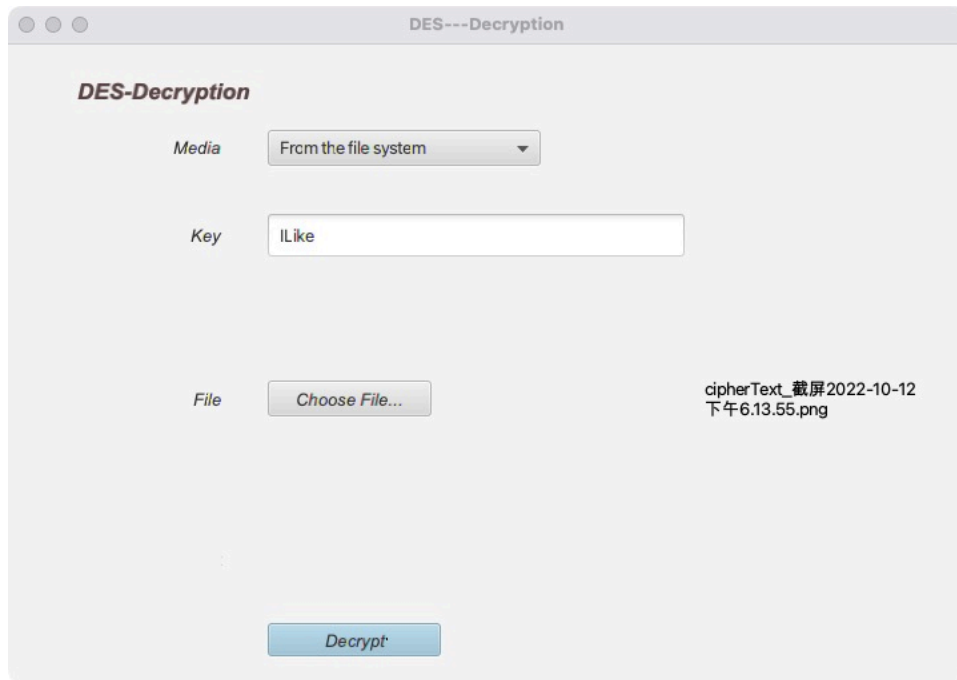 DES---Decryption
DES-Decryption
Media
From the file system
Key
ILike
File
Choose File...
cipherText_截屏2022-10-12
下午6.13.55.png
Decrypt